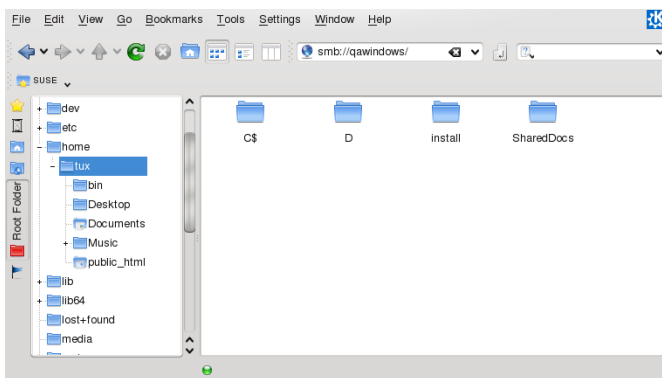 File Edit View Go Bookmarks Tools Settings Window Help
smb://qawindows/
SUSE
Root Folder
dev
etc
home
tux
bin
Desktop
Documents
Music
public_html
lib
lib64
lost+found
media
C$ D install SharedDocs